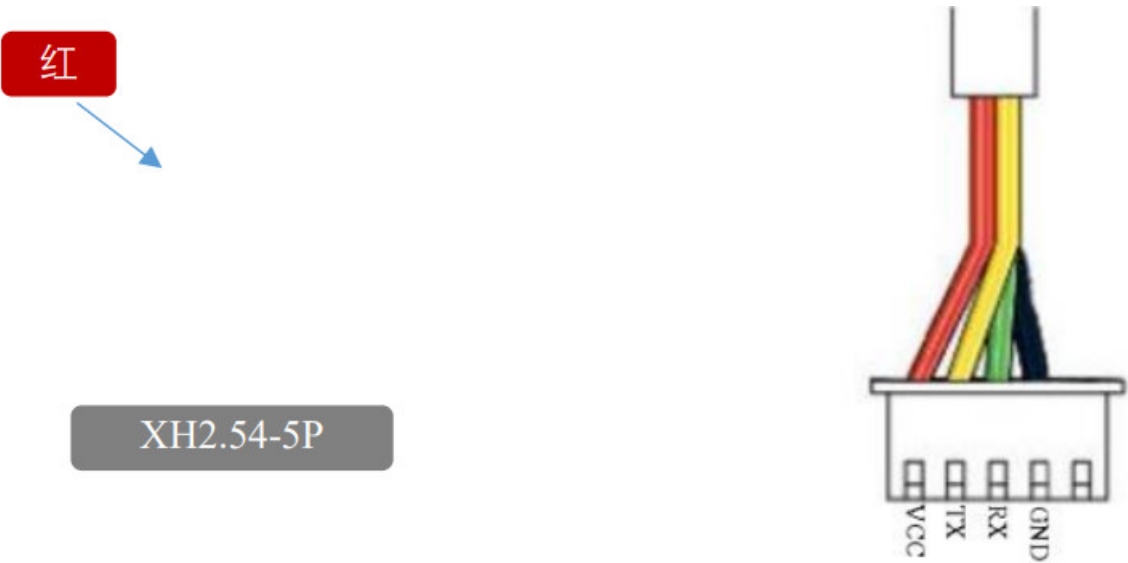 红
XH2.54-5P
VCC
TX
RX
GND